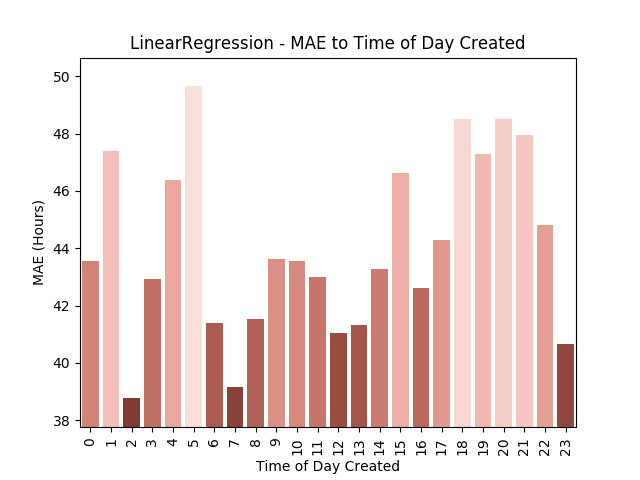 LinearRegression - MAE to Time of Day Created
MAE (Hours)
50
48
46
44
42
40
38
0 1 2 3 4 5 6 7 8 9 10 11 12 13 14 15 16 17 18 19 20 21 22 23
Time of Day Created